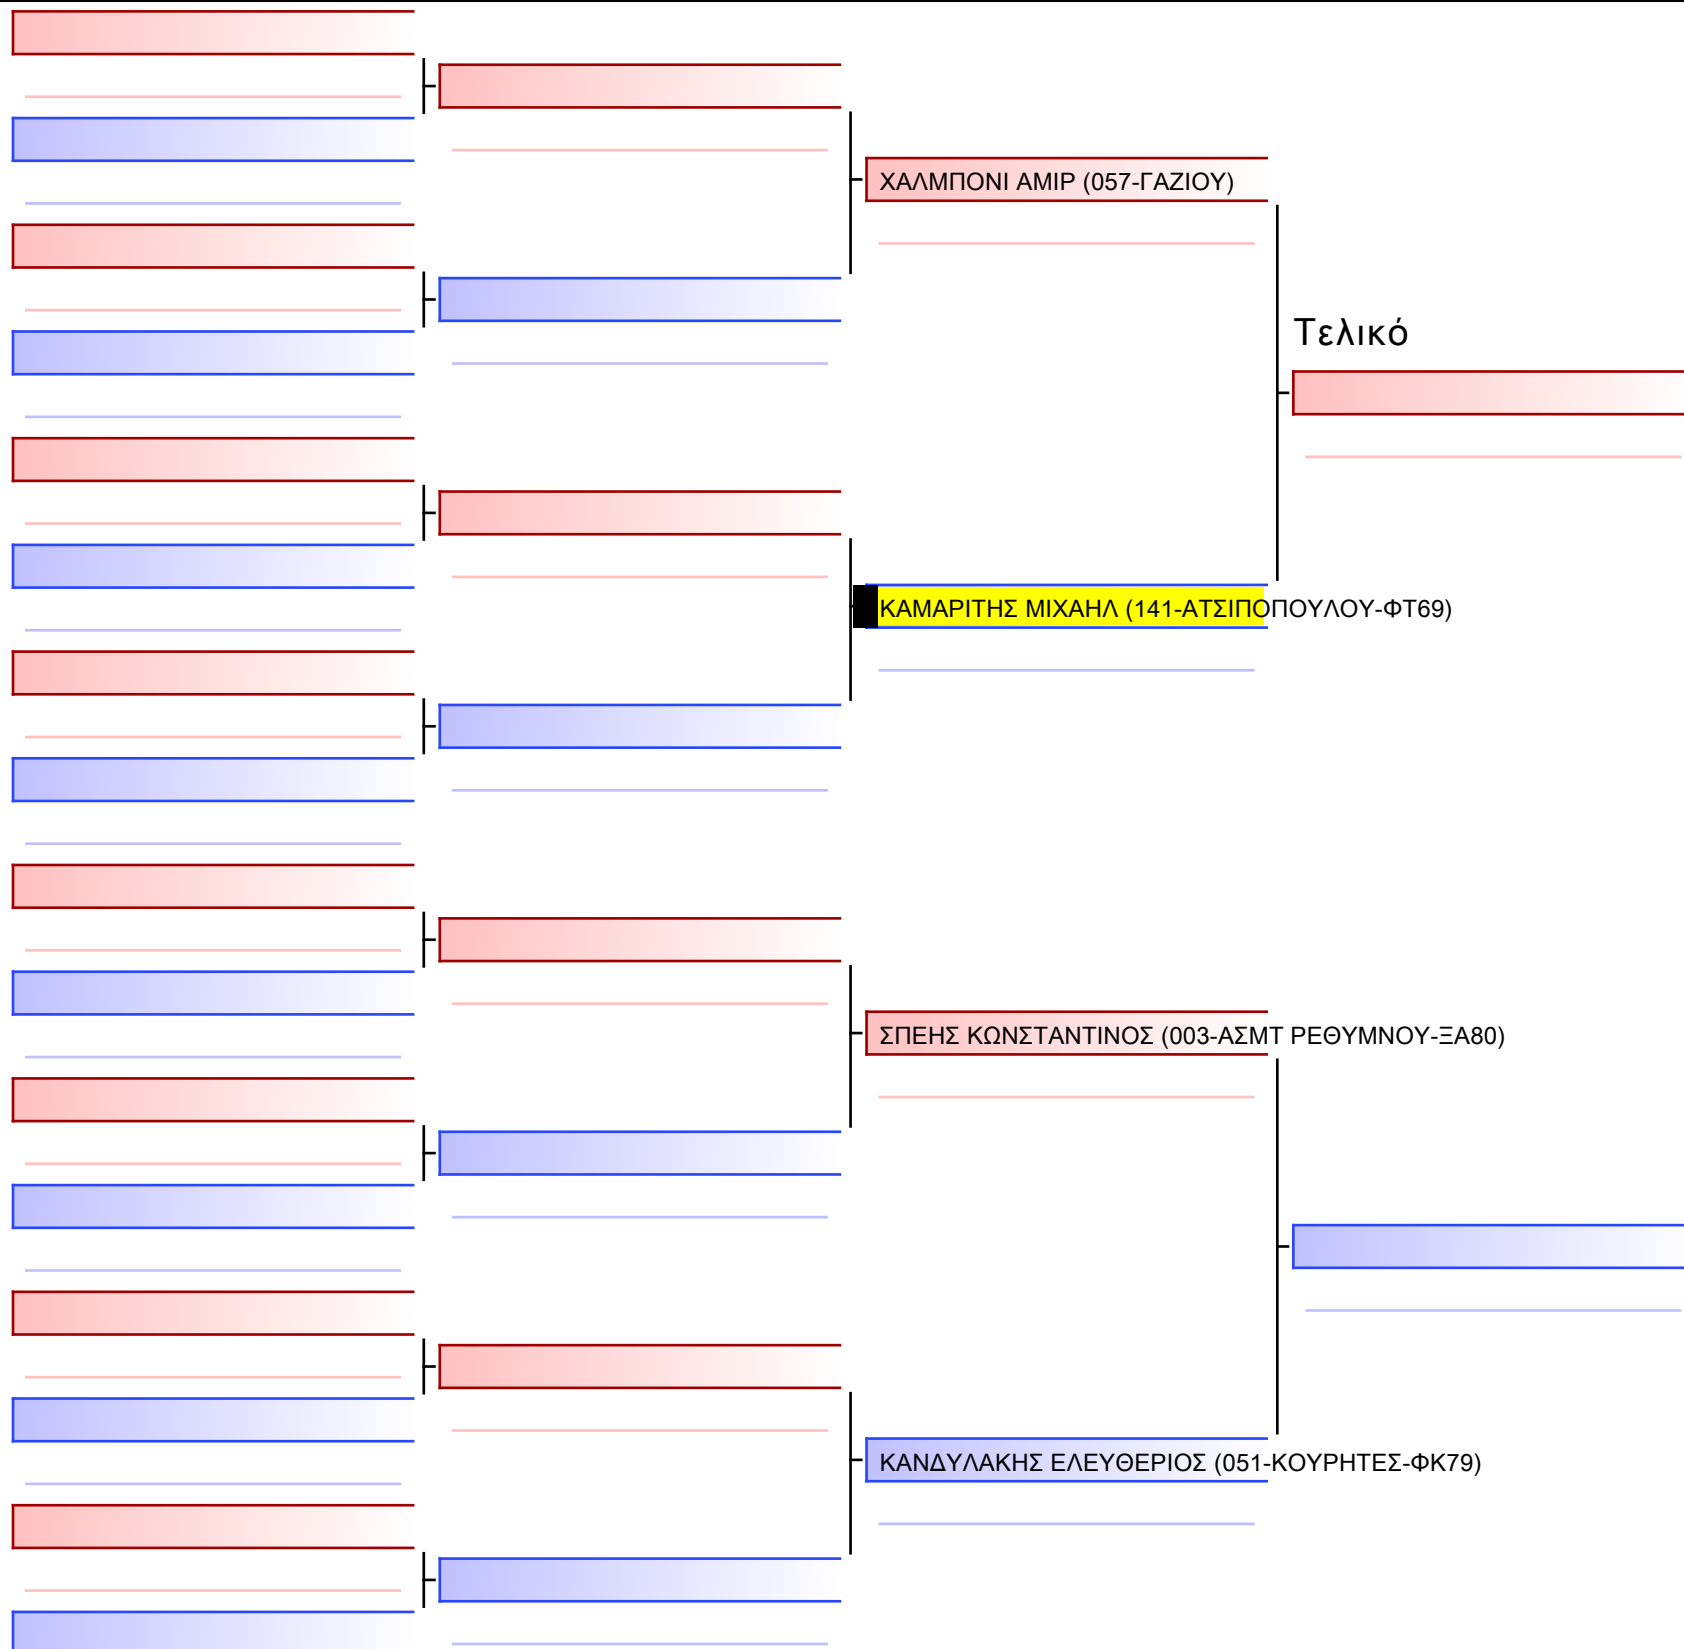 ΧΑΛΜΠΟΝΙ ΑΜΙΡ (057-ΓΑΖΙΟΥ)
Τελικό
ΚΑΜΑΡΙΤΗΣ ΜΙΧΑΗΛ (141-ΑΤΣΙΠΟΠΟΥΛΟΥ-ΦΤ69)
ΣΠΕΗΣ ΚΩΝΣΤΑΝΤΙΝΟΣ (003-ΑΣΜΤ ΡΕΘΥΜΝΟΥ-ΞΑ80)
ΚΑΝΔΥΛΑΚΗΣ ΕΛΕΥΘΕΡΙΟΣ (051-ΚΟΥΡΗΤΕΣ-ΦΚ79)